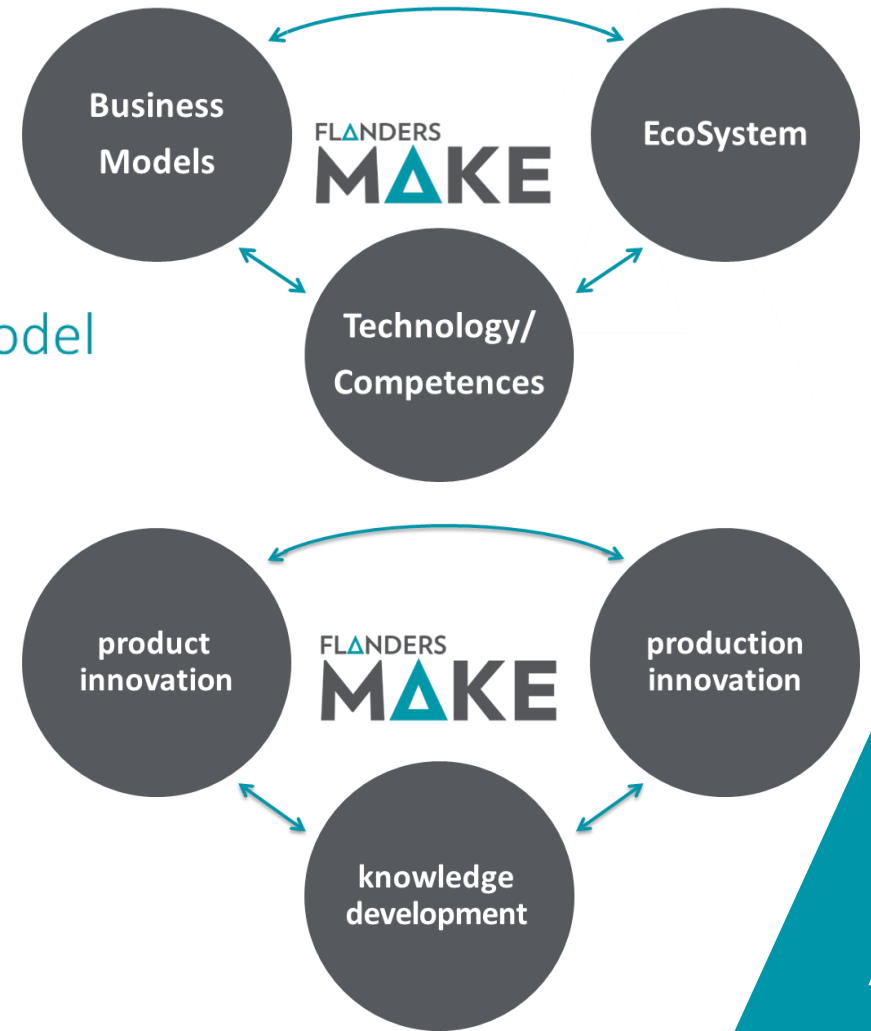 Business
Models
FLANDERS
MAKE
EcoSystem
Technology/
Competences
odel
product
innovation
FLANDERS
MAKE
production
innovation
knowledge
development